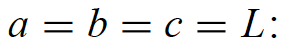 a = b = c = L: